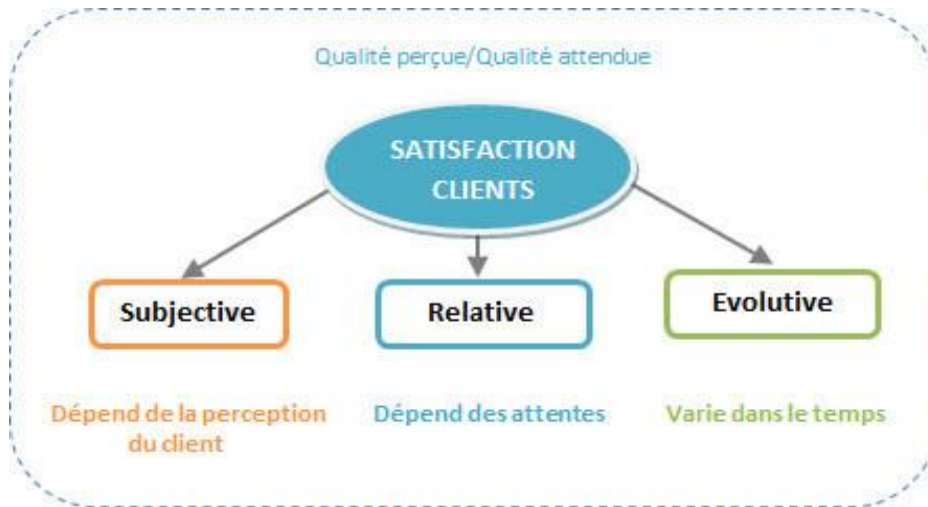 Qualité perçue/Qualité attendue
SATISFACTION
CLIENTS
Subjective
Relative
Evolutive
Dépend de la perception
du client
Dépend des attentes
Varie dans le temps